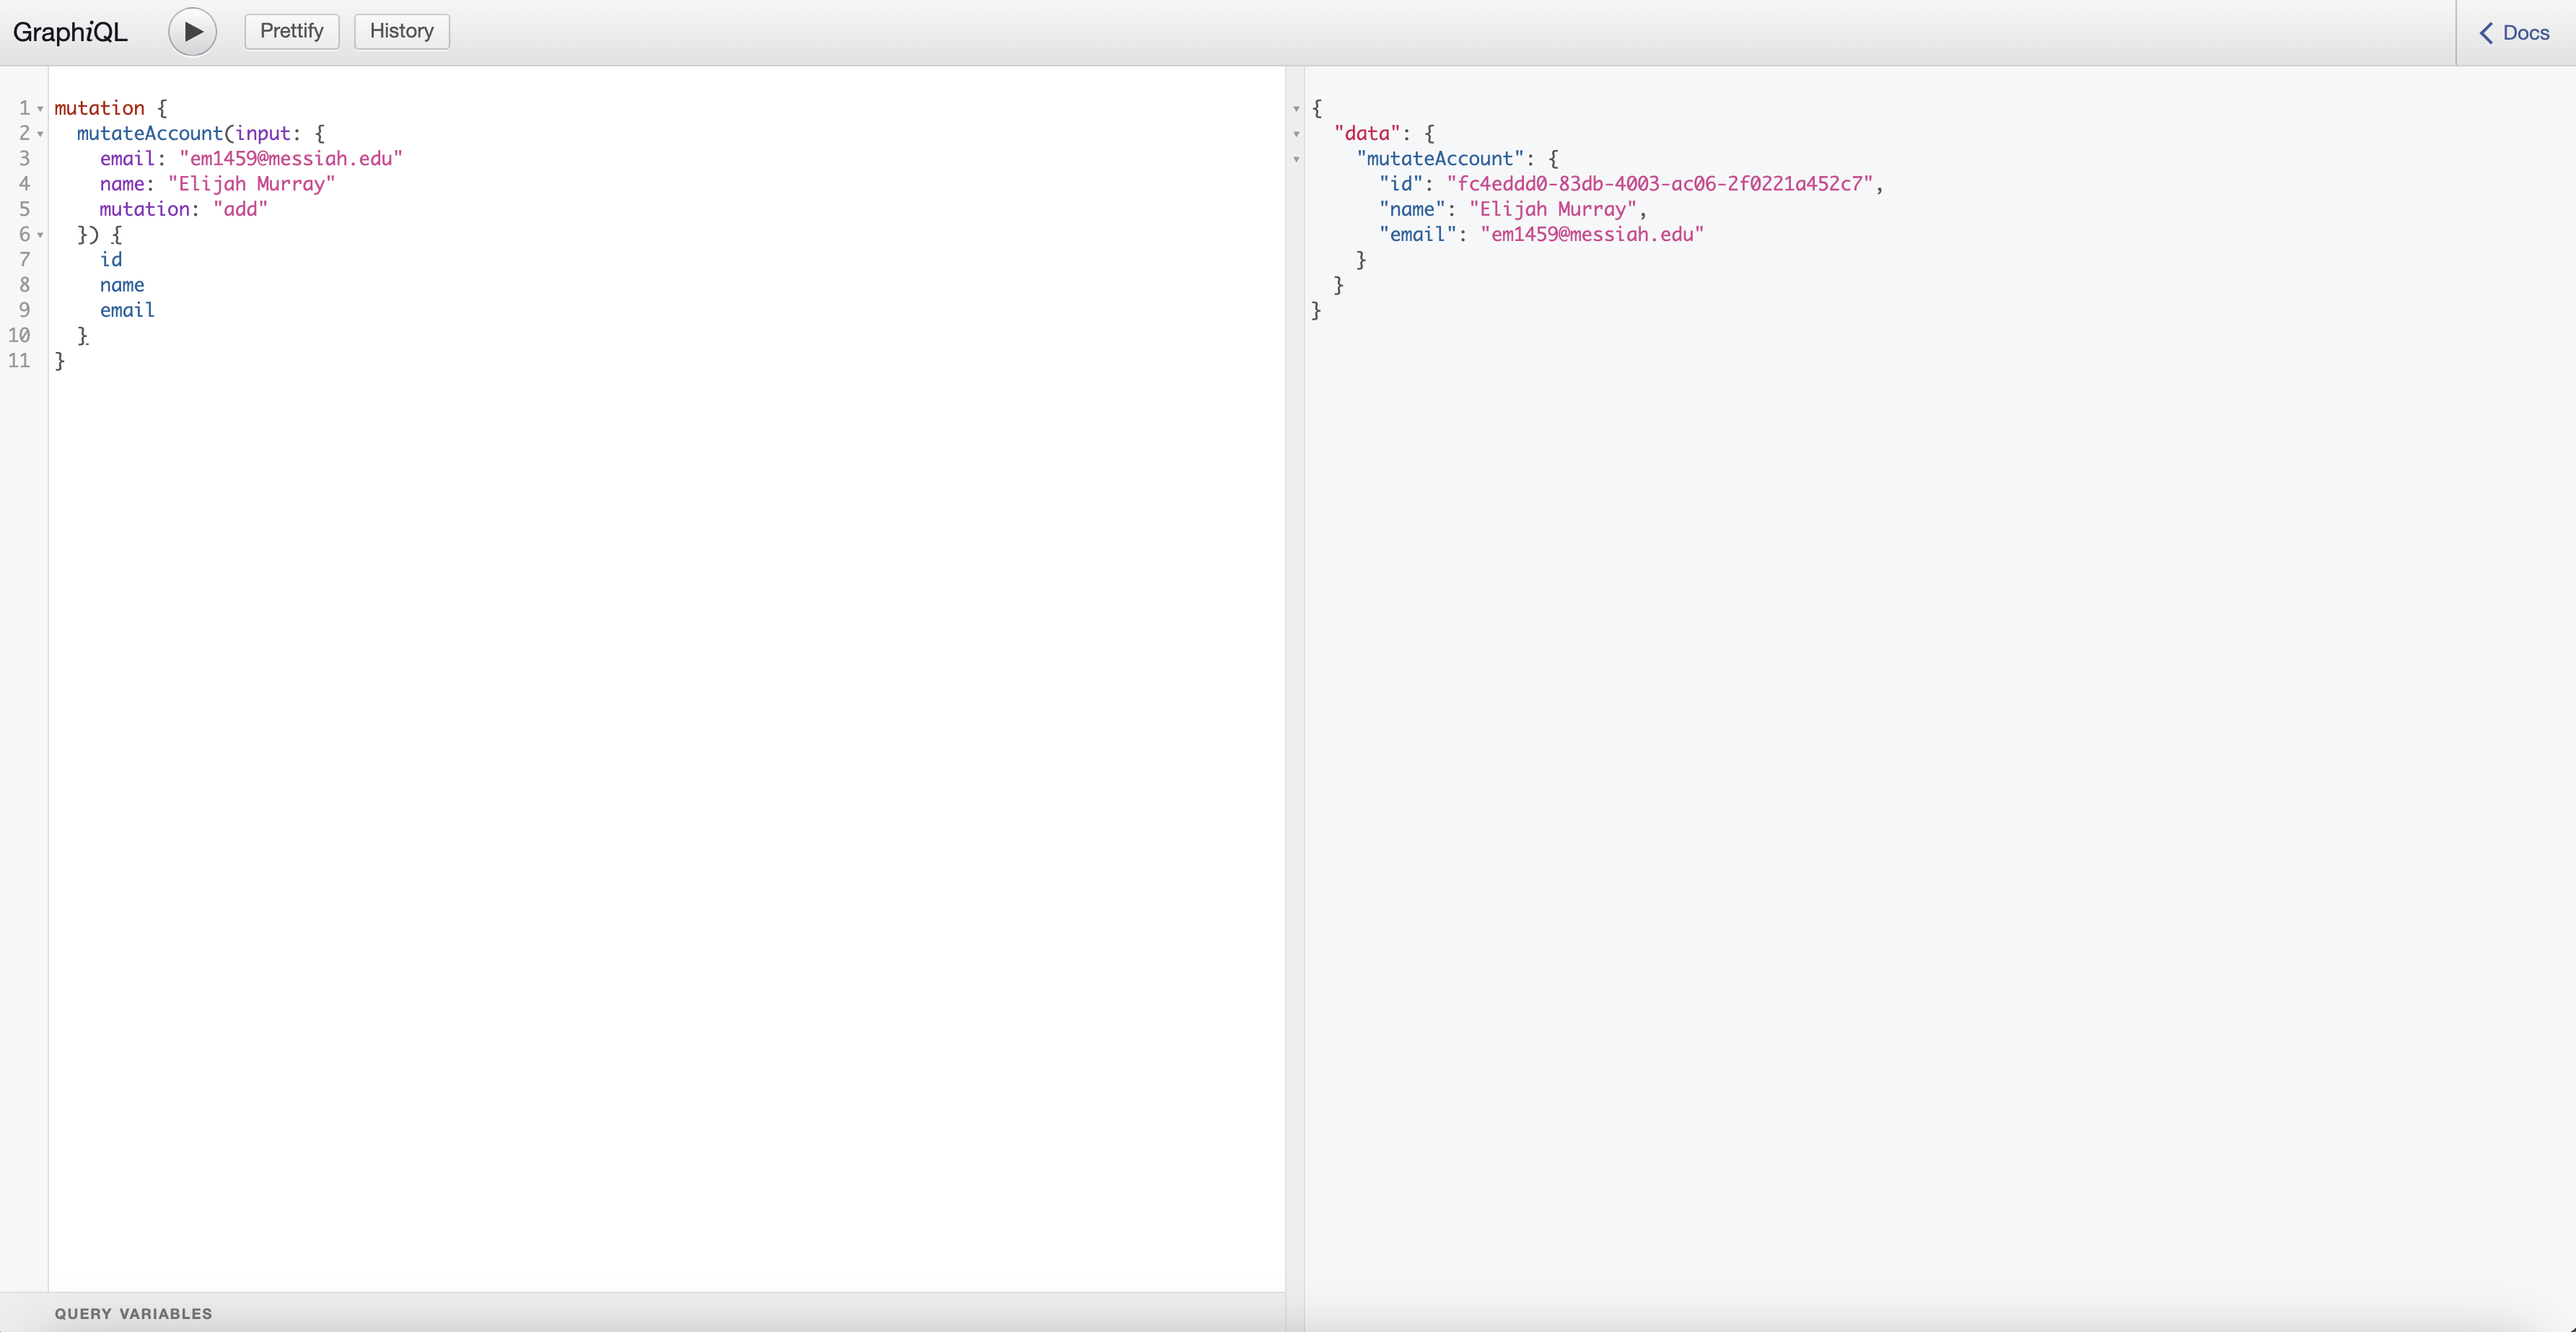 GraphiQL Prettify History Docs
1 mutation {
2 mutateAccount(input: {
3 email: "em1459@messiah.edu"
4 name: "Elijah Murray"
5 mutation: "add"
6 }) {
7 id
8 name
9 email
10 }
11 }
{
"data": {
"mutateAccount": {
"id": "fc4eddd0-83db-4003-ac06-2f0221a452c7",
"name": "Elijah Murray",
"email": "em1459@messiah.edu"
}
}
}
QUERY VARIABLES